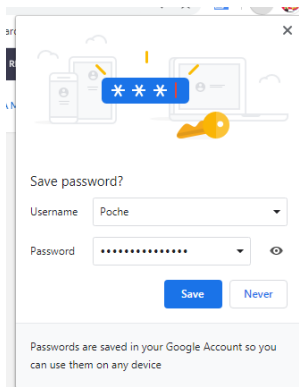 ***
Save password?
Username Poche
Password •••••••••••••••
Save Never
Passwords are saved in your Google Account so you
can use them on any device